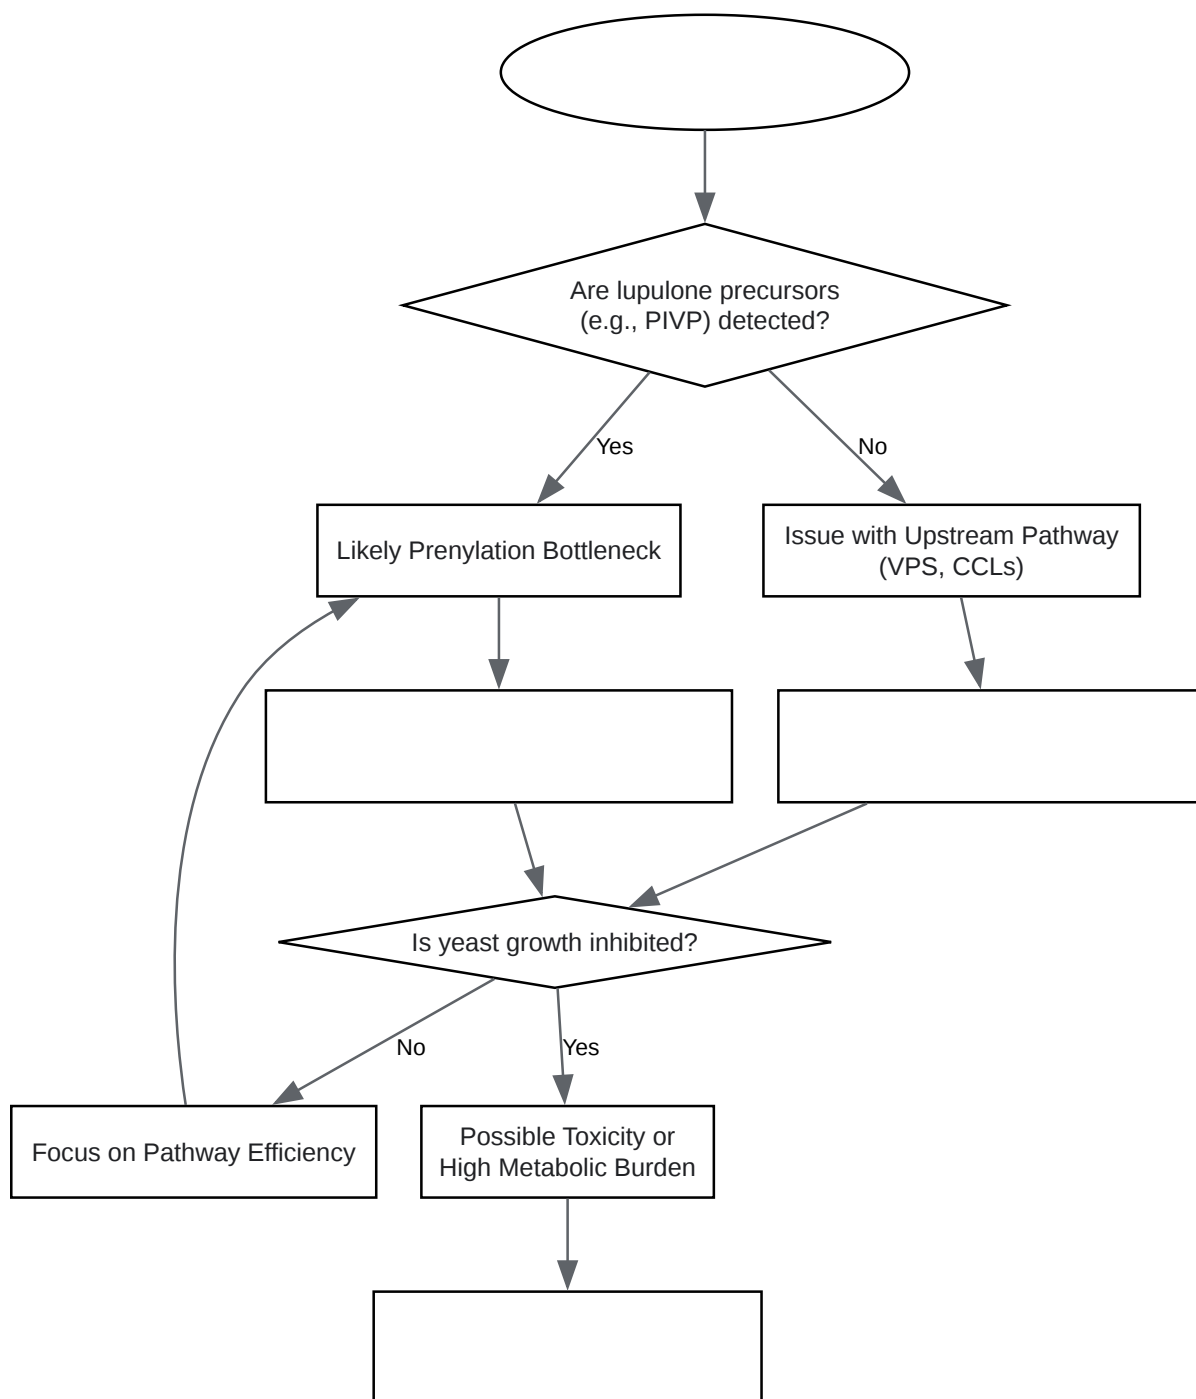 Are lupulone precursors
(e.g., PIVP) detected?
Yes
No
Likely Prenylation Bottleneck
Issue with Upstream Pathway
(VPS, CCLs)
Is yeast growth inhibited?
No
Yes
Focus on Pathway Efficiency
Possible Toxicity or
High Metabolic Burden